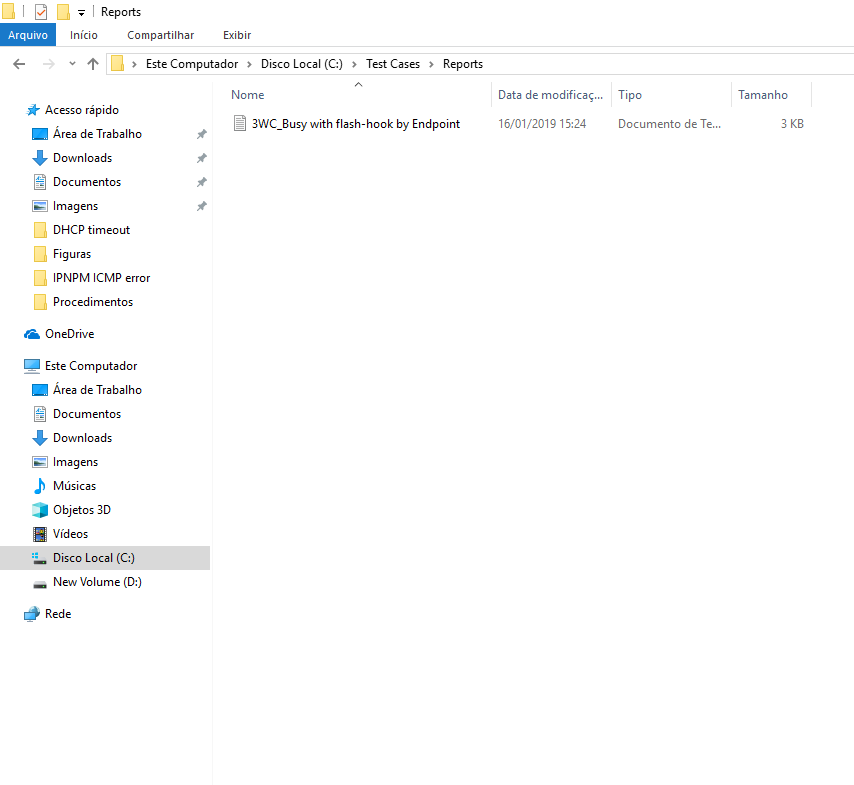 Reports
Arquivo Início Compartilhar Exibir
Este Computador Disco Local (C:) Test Cases Reports
Nome Data de modificaç... Tipo Tamanho
3WC_Busy with flash-hook by Endpoint 16/01/2019 15:24 Documento de Te... 3 KB
Acesso rápido
Área de Trabalho
Downloads
Documentos
Imagens
DHCP timeout
Figuras
IPNPM ICMP error
Procedimentos
OneDrive
Este Computador
Área de Trabalho
Documentos
Downloads
Imagens
Músicas
Objetos 3D
Vídeos
Disco Local (C:)
New Volume (D:)
Rede